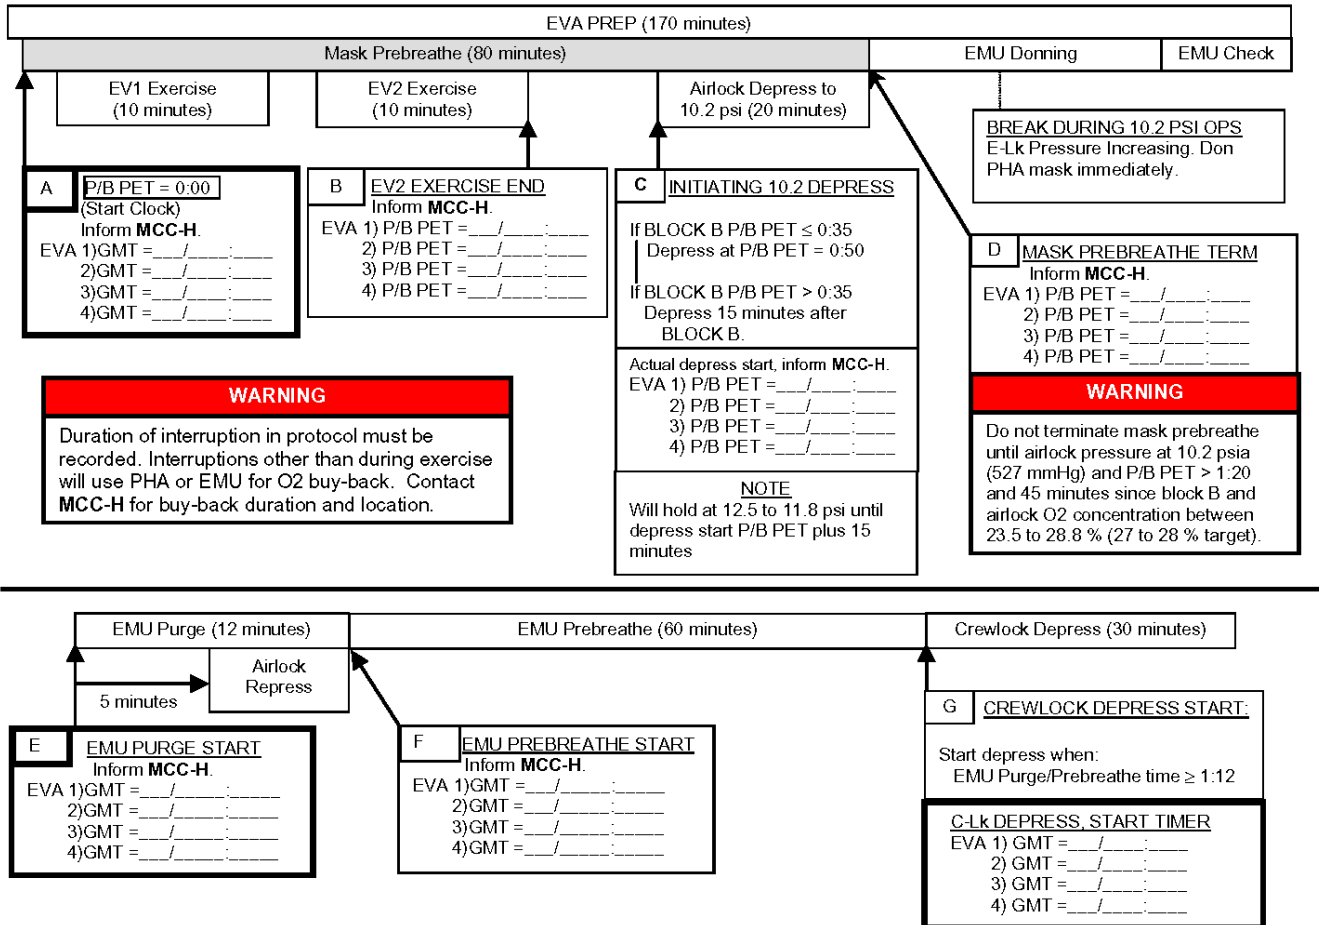 EVA PREP (170 minutes)
Mask Prebreathe (80 minutes)
EMU Donning
EMU Check
EV1 Exercise
(10 minutes)
EV2 Exercise
(10 minutes)
Airlock Depress to
10.2 psi (20 minutes)
BREAK DURING 10.2 PSI OPS
E-Lk Pressure Increasing. Don
PHA mask immediately.
A
P/B PET = 0:00
(Start Clock)
Inform MCC-H.
EVA 1)GMT =___/____:____
2)GMT =___/____:____
3)GMT =___/____:____
4)GMT =___/____:____
B
EV2 EXERCISE END
Inform MCC-H.
EVA 1) P/B PET =___/____:____
2) P/B PET =___/____:____
3) P/B PET =___/____:____
4) P/B PET =___/____:____
C
INITIATING 10.2 DEPRESS
If BLOCK B P/B PET ≤ 0:35
Depress at P/B PET = 0:50
If BLOCK B P/B PET > 0:35
Depress 15 minutes after
BLOCK B.
Actual depress start, inform MCC-H.
EVA 1) P/B PET =___/____:____
2) P/B PET =___/____:____
3) P/B PET =___/____:____
4) P/B PET =___/____:____
NOTE
Will hold at 12.5 to 11.8 psi until
depress start P/B PET plus 15
minutes
D
MASK PREBREATHE TERM
Inform MCC-H.
EVA 1) P/B PET =___/____:____
2) P/B PET =___/____:____
3) P/B PET =___/____:____
4) P/B PET =___/____:____
WARNING
Do not terminate mask prebreathe
until airlock pressure at 10.2 psia
(527 mmHg) and P/B PET > 1:20
and 45 minutes since block B and
airlock O2 concentration between
23.5 to 28.8 % (27 to 28 % target).
WARNING
Duration of interruption in protocol must be
recorded. Interruptions other than during exercise
will use PHA or EMU for O2 buy-back. Contact
MCC-H for buy-back duration and location.
EMU Purge (12 minutes)
EMU Prebreathe (60 minutes)
Crewlock Depress (30 minutes)
5 minutes
Airlock
Repress
E
EMU PURGE START
Inform MCC-H.
EVA 1)GMT =___/____:_____
2)GMT =___/____:_____
3)GMT =___/____:_____
4)GMT =___/____:_____
F
EMU PREBREATHE START
Inform MCC-H.
EVA 1)GMT =___/_____:_____
2)GMT =___/_____:_____
3)GMT =___/_____:_____
4)GMT =___/_____:_____
G
CREWLOCK DEPRESS START:
Start depress when:
EMU Purge/Prebreathe time ≥ 1:12
C-Lk DEPRESS, START TIMER
EVA 1) GMT =___/____:____
2) GMT =___/____:____
3) GMT =___/____:____
4) GMT =___/____:____